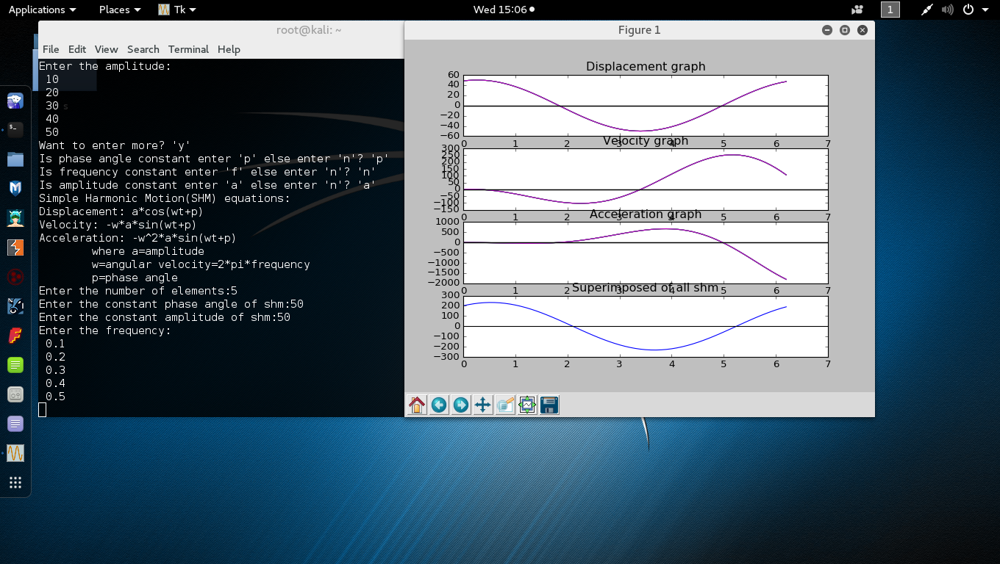 Applications Places Tk Wed 15:06 1
root@kali: ~
File Edit View Search Terminal Help
Enter the amplitude:
10
20
30
40
50
Want to enter more? 'y'
Is phase angle constant enter 'p' else enter 'n'? 'p'
Is frequency constant enter 'f' else enter 'n'? 'n'
Is amplitude constant enter 'a' else enter 'n'? 'a'
Simple Harmonic Motion(SHM) equations:
Displacement: a*cos(wt+p)
Velocity: -w*a*sin(wt+p)
Acceleration: -w^2*a*sin(wt+p)
where a=amplitude
w=angular velocity=2*pi*frequency
p=phase angle
Enter the number of elements:5
Enter the constant phase angle of shm:50
Enter the constant amplitude of shm:50
Enter the frequency:
0.1
0.2
0.3
0.4
0.5
Figure 1
Displacement graph
60
40
20
0
−20
−40
−60
0 1 2 3 4 5 6 7
Velocity graph
300
250
200
150
100
50
0
−50
−100
−150
0 1 2 3 4 5 6 7
Acceleration graph
1000
500
0
−500
−1000
−1500
−2000
0 1 2 3 4 5 6 7
Superimposed of all shm
300
200
100
0
−100
−200
−300
0 1 2 3 4 5 6 7